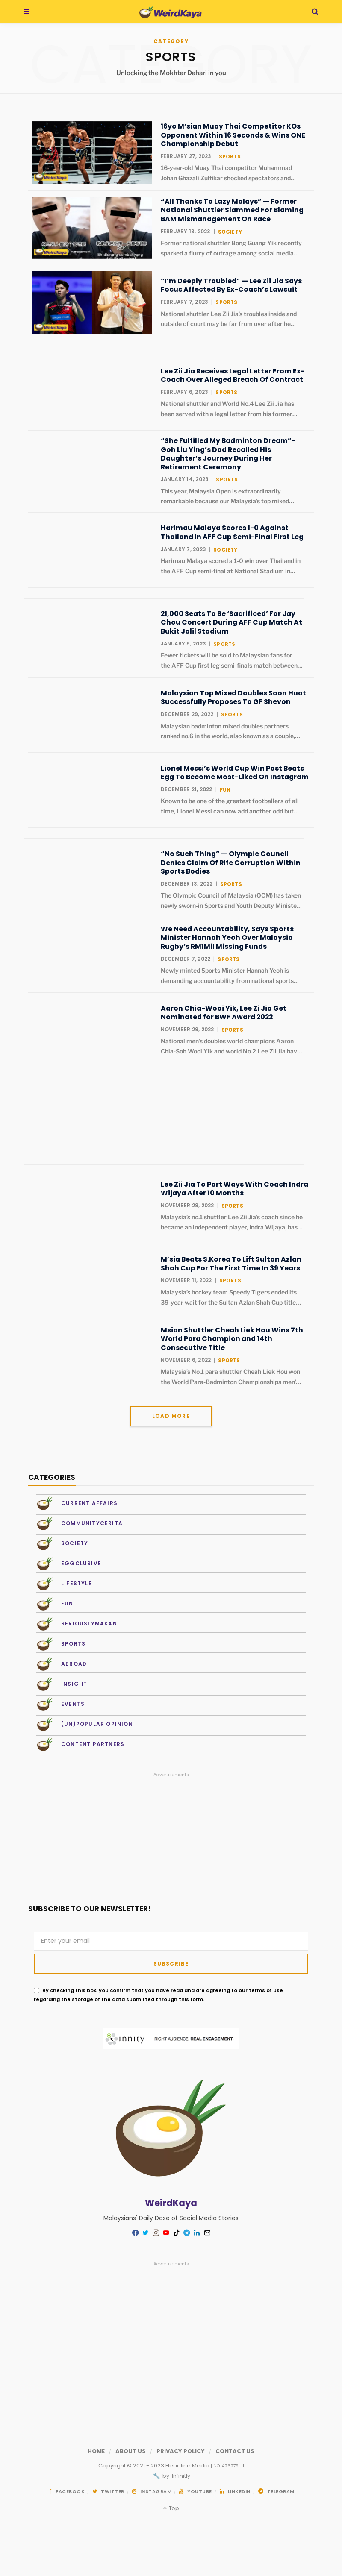 WeirdKaya
CATEGORY
CATEGORY
SPORTS
Unlocking the Mokhtar Dahari in you
16yo M’sian Muay Thai Competitor KOs
Opponent Within 16 Seconds & Wins ONE
Championship Debut
FEBRUARY 27, 2023 | SPORTS
16-year-old Muay Thai competitor Muhammad
Johan Ghazali Zulfikar shocked spectators and...
WeirdKaya
“All Thanks To Lazy Malays” — Former
National Shuttler Slammed For Blaming
BAM Mismanagement On Race
FEBRUARY 13, 2023 | SOCIETY
Former national shuttler Bong Guang Yik recently
sparked a flurry of outrage among social media...
WeirdKaya
“I’m Deeply Troubled” — Lee Zii Jia Says
Focus Affected By Ex-Coach’s Lawsuit
FEBRUARY 7, 2023 | SPORTS
National shuttler Lee Zii Jia’s troubles inside and
outside of court may be far from over after he...
WeirdKaya
Lee Zii Jia Receives Legal Letter From Ex-
Coach Over Alleged Breach Of Contract
FEBRUARY 6, 2023 | SPORTS
National shuttler and World No.4 Lee Zii Jia has
been served with a legal letter from his former...
“She Fulfilled My Badminton Dream”-
Goh Liu Ying’s Dad Recalled His
Daughter’s Journey During Her
Retirement Ceremony
JANUARY 14, 2023 | SPORTS
This year, Malaysia Open is extraordinarily
remarkable because our Malaysia’s top mixed...
Harimau Malaya Scores 1-0 Against
Thailand In AFF Cup Semi-Final First Leg
JANUARY 7, 2023 | SOCIETY
Harimau Malaya scored a 1-0 win over Thailand in
the AFF Cup semi-final at National Stadium in...
21,000 Seats To Be ‘Sacrificed’ For Jay
Chou Concert During AFF Cup Match At
Bukit Jalil Stadium
JANUARY 5, 2023 | SPORTS
Fewer tickets will be sold to Malaysian fans for
the AFF Cup first leg semi-finals match between...
Malaysian Top Mixed Doubles Soon Huat
Successfully Proposes To GF Shevon
DECEMBER 26, 2022 | SPORTS
Malaysian badminton mixed doubles partners
ranked no.6 in the world, also known as a couple,...
Lionel Messi’s World Cup Win Post Beats
Egg To Become Most-Liked On Instagram
DECEMBER 21, 2022 | FUN
Known to be one of the greatest footballers of all
time, Lionel Messi can now add another odd but...
“No Such Thing” — Olympic Council
Denies Claim Of Rife Corruption Within
Sports Bodies
DECEMBER 13, 2022 | SPORTS
The Olympic Council of Malaysia (OCM) has taken
newly sworn-in Sports and Youth Deputy Ministe...
We Need Accountability, Says Sports
Minister Hannah Yeoh Over Malaysia
Rugby’s RM1Mil Missing Funds
DECEMBER 7, 2022 | SPORTS
Newly minted Sports Minister Hannah Yeoh is
demanding accountability from national sports...
Aaron Chia-Wooi Yik, Lee Zi Jia Get
Nominated for BWF Award 2022
NOVEMBER 29, 2022 | SPORTS
National men’s doubles world champions Aaron
Chia-Soh Wooi Yik and world No.2 Lee Zii Jia hav...
Lee Zii Jia To Part Ways With Coach Indra
Wijaya After 10 Months
NOVEMBER 28, 2022 | SPORTS
Malaysia’s no.1 shuttler Lee Zii Jia’s coach since he
became an independent player, Indra Wijaya, has...
M’sia Beats S.Korea To Lift Sultan Azlan
Shah Cup For The First Time In 39 Years
NOVEMBER 11, 2022 | SPORTS
Malaysia’s hockey team Speedy Tigers ended its
39-year wait for the Sultan Azlan Shah Cup title...
Msian Shuttler Cheah Liek Hou Wins 7th
World Para Champion and 14th
Consecutive Title
NOVEMBER 6, 2022 | SPORTS
Malaysia’s No.1 para shuttler Cheah Liek Hou won
the World Para-Badminton Championships men’...
LOAD MORE
CATEGORIES
CURRENT AFFAIRS
COMMUNITYCERITA
SOCIETY
EGGCLUSIVE
LIFESTYLE
FUN
SERIOUSLYMAKAN
SPORTS
ABROAD
INSIGHT
EVENTS
(UN)POPULAR OPINION
CONTENT PARTNERS
- Advertisements -
SUBSCRIBE TO OUR NEWSLETTER!
Enter your email
SUBSCRIBE
By checking this box, you confirm that you have read and are agreeing to our terms of use
regarding the storage of the data submitted through this form.
innity RIGHT AUDIENCE. REAL ENGAGEMENT.
WeirdKaya
Malaysians' Daily Dose of Social Media Stories
- Advertisements -
HOME / ABOUT US / PRIVACY POLICY / CONTACT US
Copyright © 2021 - 2023 Headline Media
by Infinity
FACEBOOK TWITTER INSTAGRAM YOUTUBE LINKEDIN TELEGRAM
Top